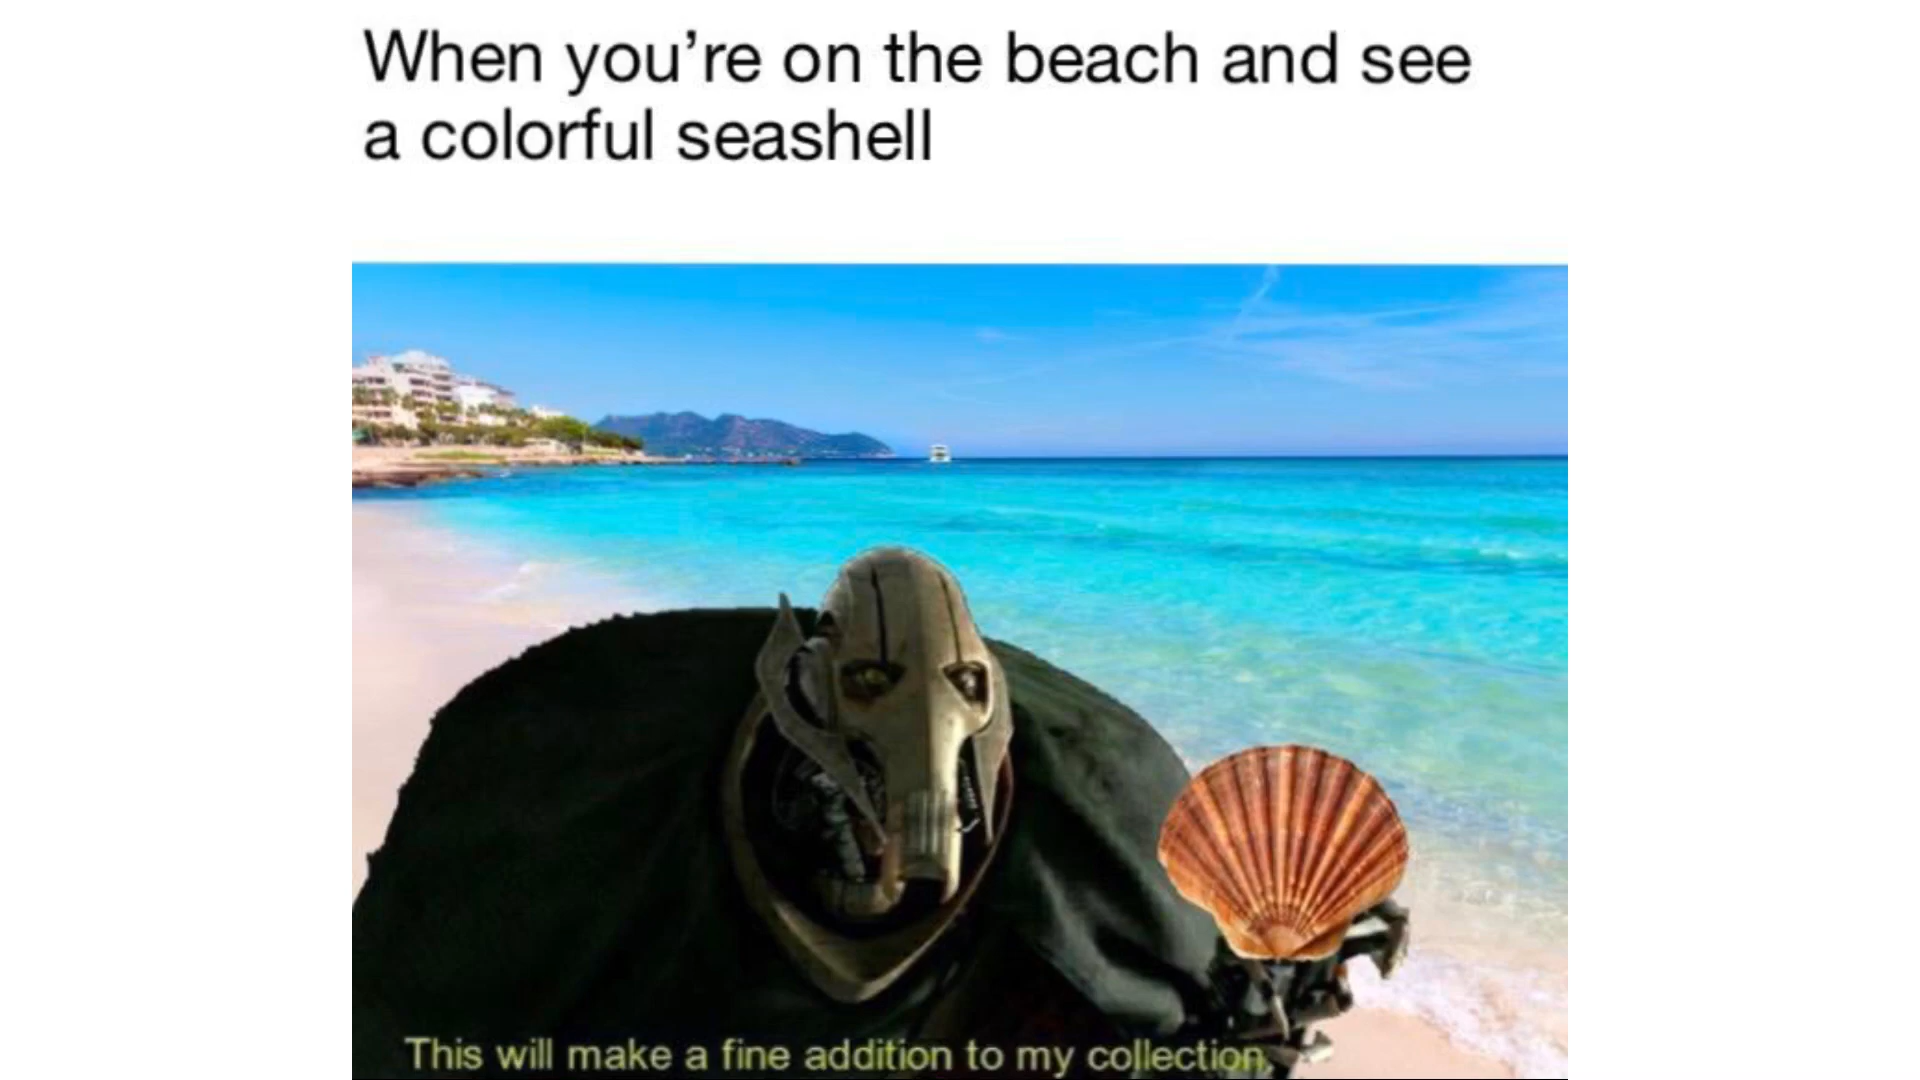 When you’re on the beach and see
a colorful seashell
This will make a fine addition to my collection.